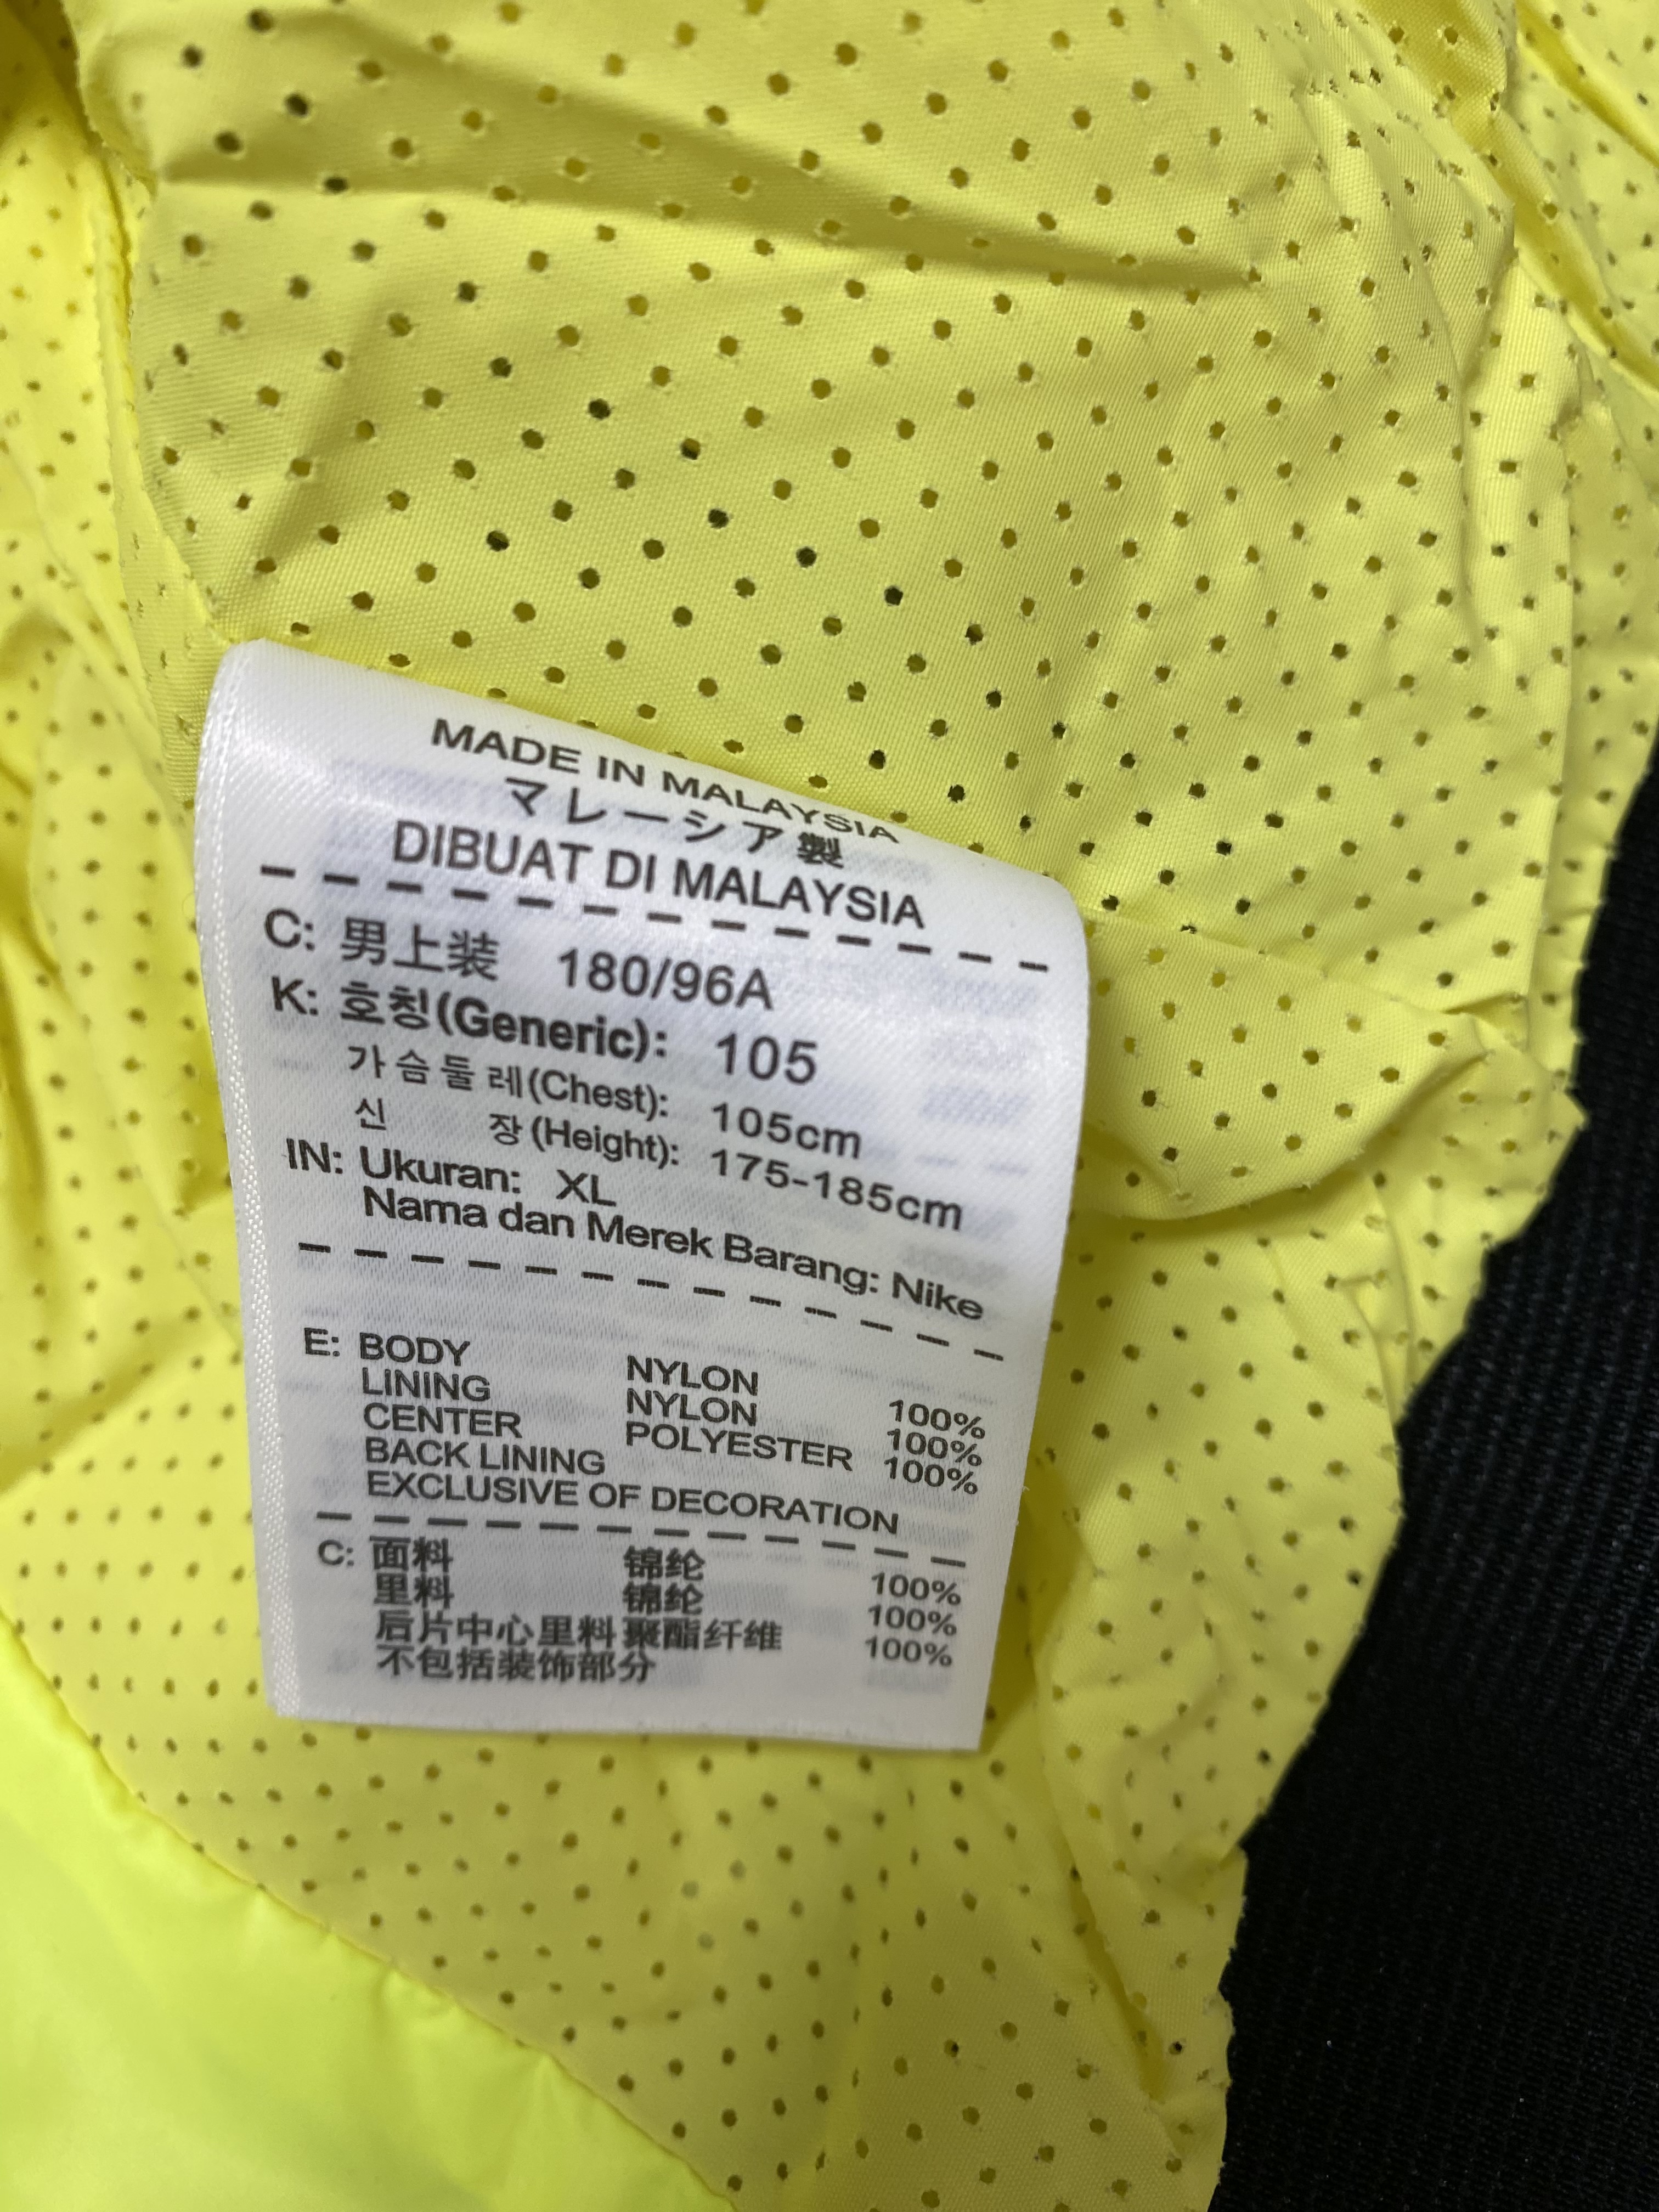 MADE IN MALAYSIA
マレーシア製
DIBUAT DI MALAYSIA
C: 男上装 180/96A
K: 호칭(Generic): 105
가슴둘레(Chest): 105cm
신 장(Height): 175-185cm
IN: Ukuran: XL
Nama dan Merek Barang: Nike
E: BODY NYLON 100%
LINING NYLON 100%
CENTER POLYESTER 100%
BACK LINING
EXCLUSIVE OF DECORATION
C: 面料 锦纶 100%
里料 锦纶 100%
后片中心里料 聚酯纤维 100%
不包括装饰部分